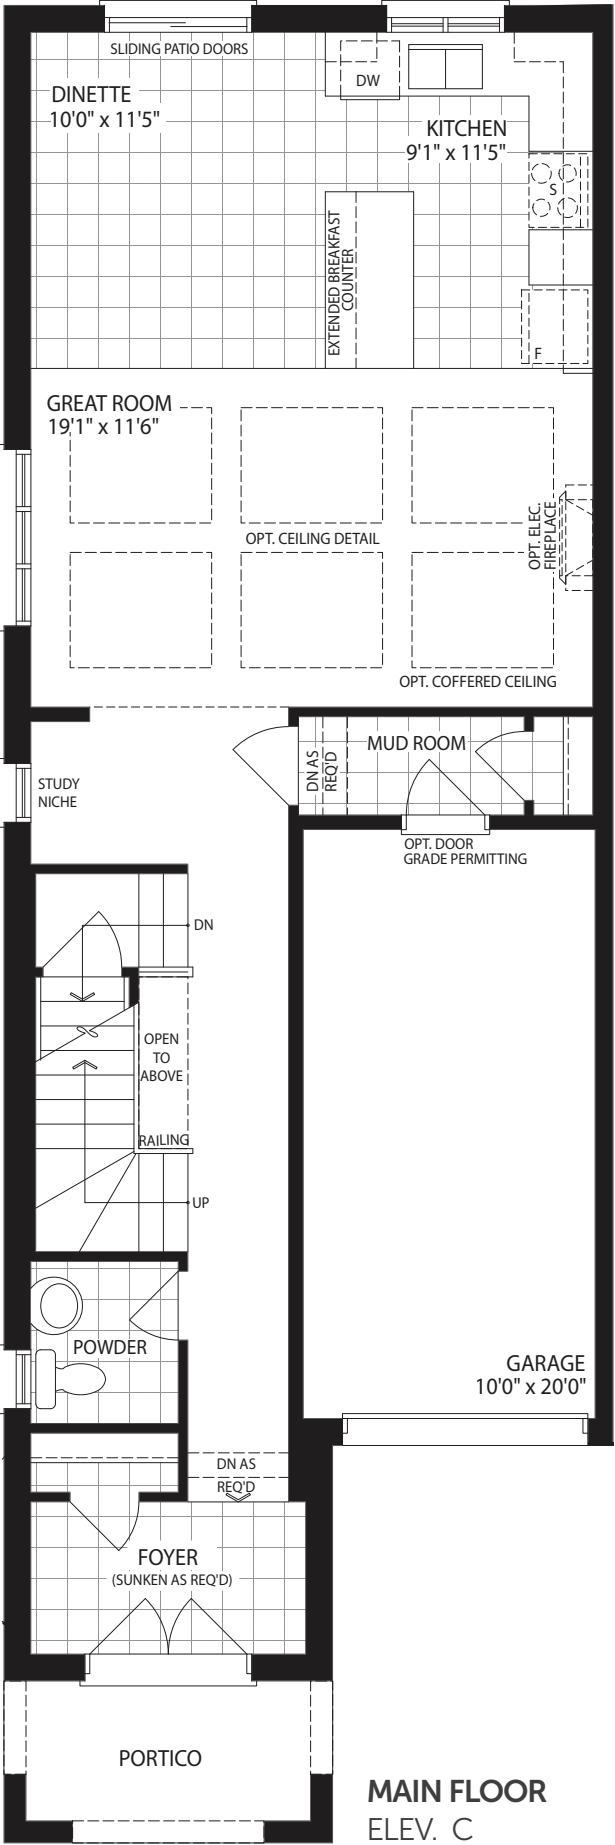 SLIDING PATIO DOORS
DINETTE
10'0" x 11'5"
DW
KITCHEN
9'1" x 11'5"
S
EXTENDED BREAKFAST
COUNTER
F
GREAT ROOM
19'1" x 11'6"
OPT. CEILING DETAIL
OPT. ELEC.
FIREPLACE
OPT. COFFERED CEILING
MUD ROOM
DN AS
REQ'D
STUDY
NICHE
OPT. DOOR
GRADE PERMITTING
DN
OPEN
TO
ABOVE
RAILING
UP
POWDER
GARAGE
10'0" x 20'0"
DN AS
REQ'D
FOYER
(SUNKEN AS REQ'D)
PORTICO
MAIN FLOOR
ELEV. C